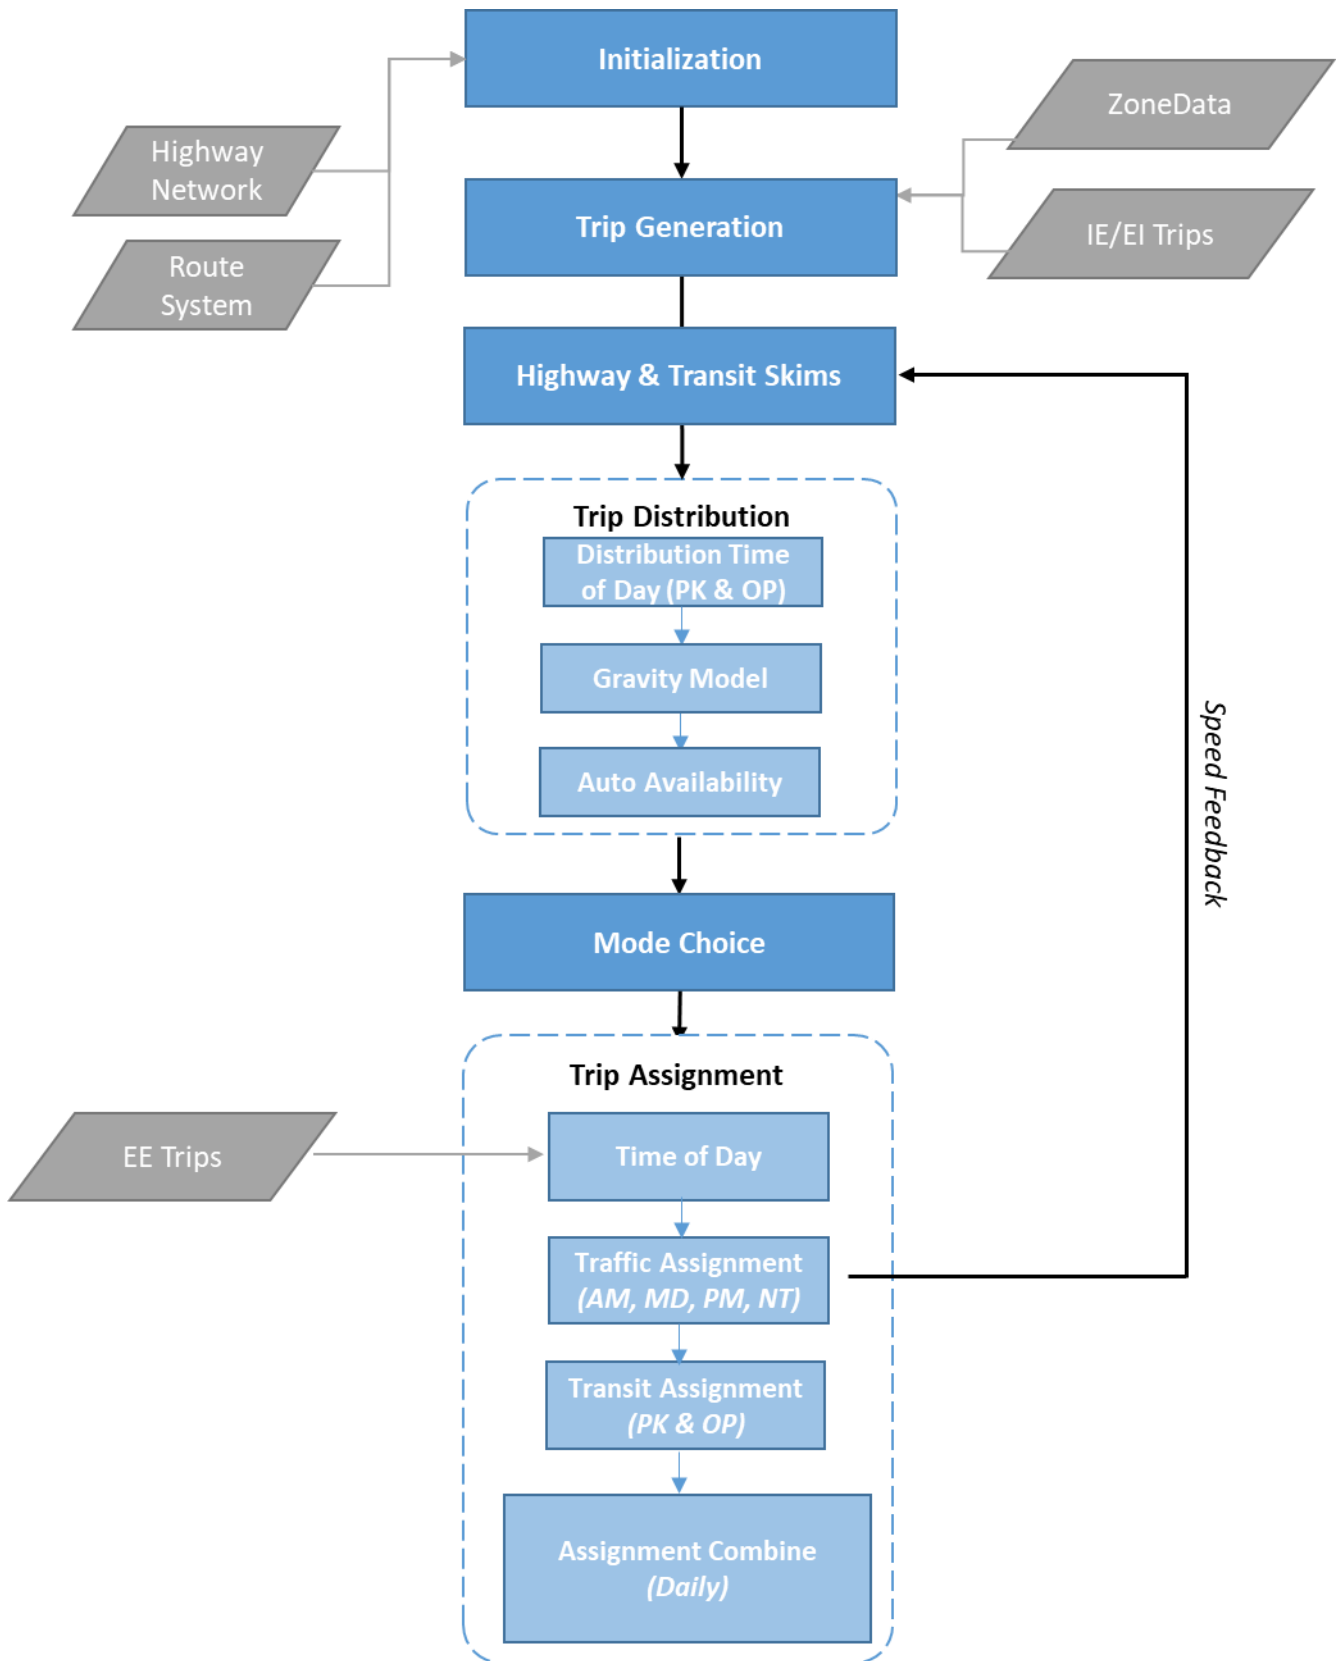 Initialization
ZoneData
Highway
Network
Trip Generation
IE/EI Trips
Route
System
Highway & Transit Skims
Trip Distribution
Distribution Time
of Day (PK & OP)
Gravity Model
Auto Availability
Speed Feedback
Mode Choice
Trip Assignment
EE Trips
Time of Day
Traffic Assignment
(AM, MD, PM, NT)
Transit Assignment
(PK & OP)
Assignment Combine
(Daily)